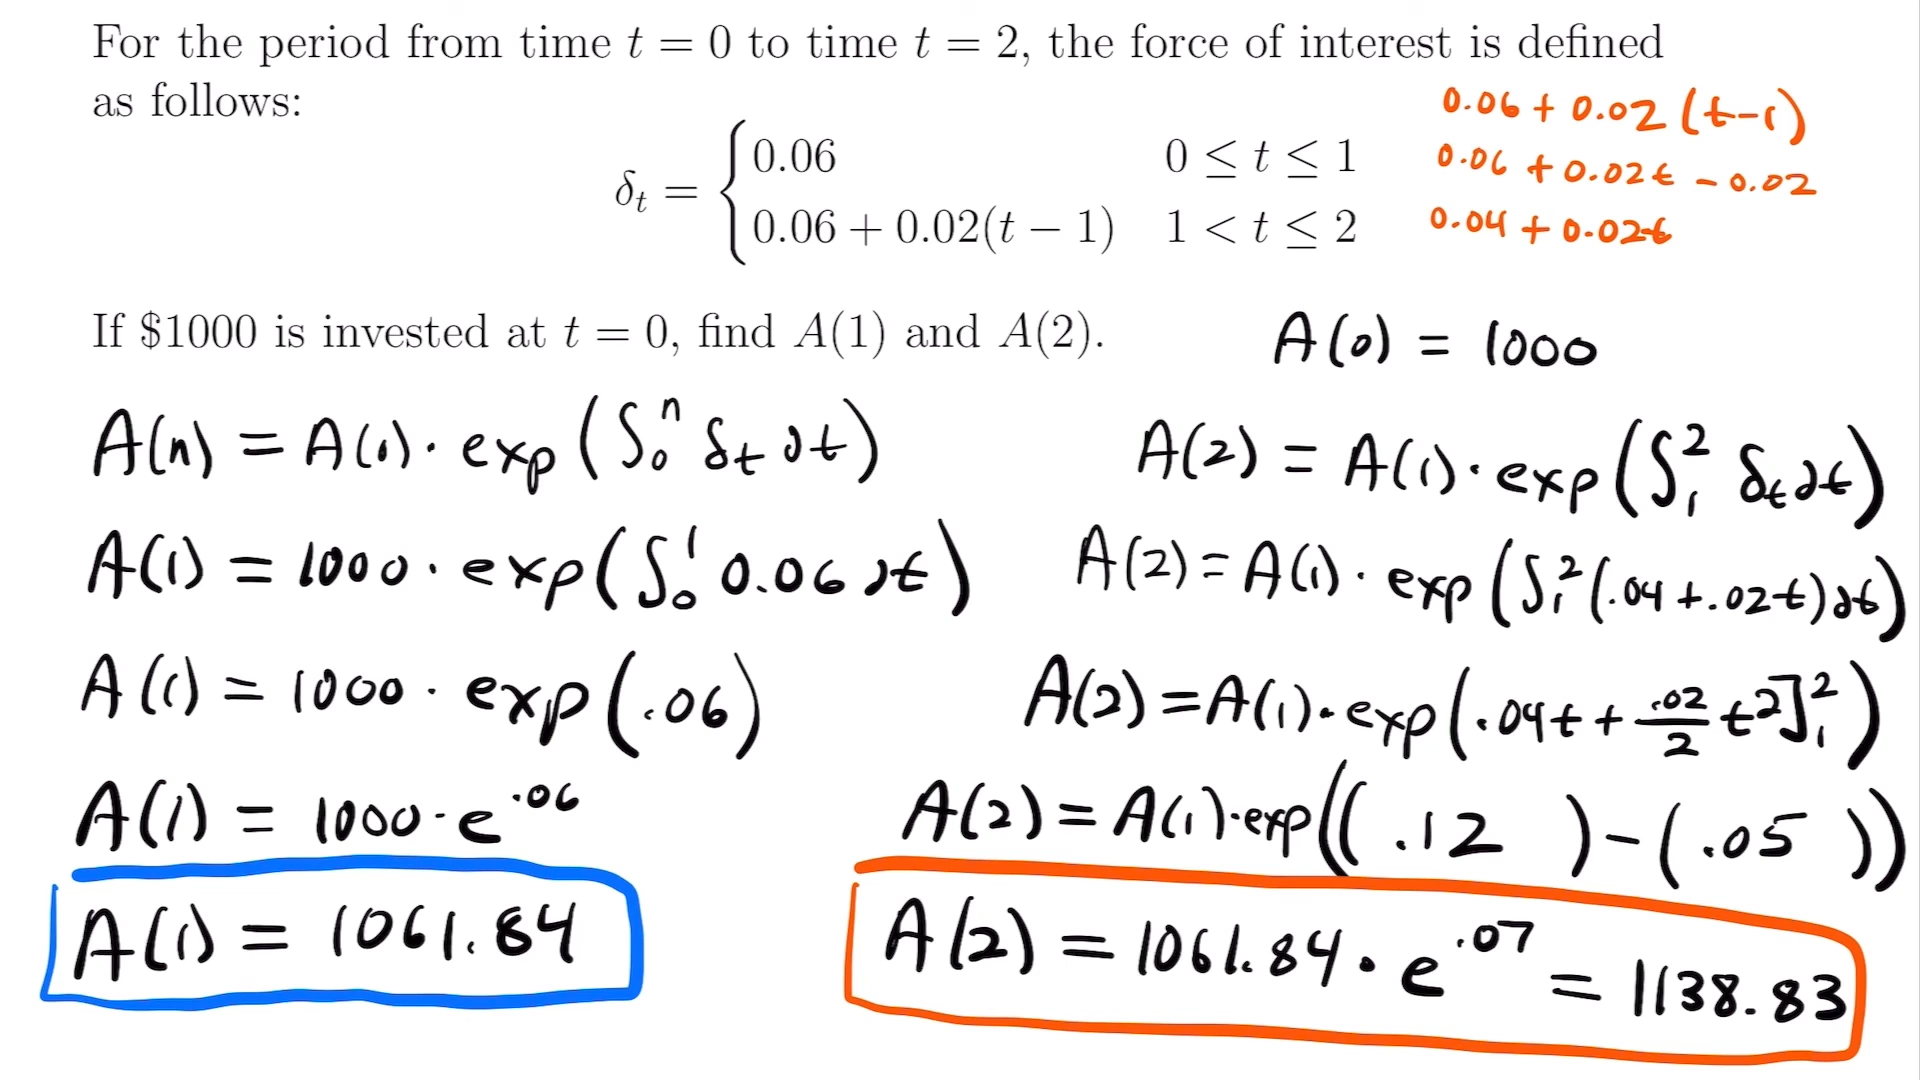 For the period from time t = 0 to time t = 2, the force of interest is defined
as follows:
δ_t = { 0.06    0 ≤ t ≤ 1
0.06 + 0.02(t − 1)    1 < t ≤ 2
0.06 + 0.02 (t−1)
0.06 + 0.02t − 0.02
0.04 + 0.02t
If $1000 is invested at t = 0, find A(1) and A(2).
A(0) = 1000
A(n) = A(0) · exp(∫₀ⁿ δ_t dt)
A(1) = 1000 · exp(∫₀¹ 0.06 dt)
A(1) = 1000 · exp(.06)
A(1) = 1000 · e^.06
A(1) = 1061.84
A(2) = A(1) · exp(∫₁² δ_t dt)
A(2) = A(1) · exp(∫₁² (.04 + .02t) dt)
A(2) = A(1) · exp(.04t + .02/2 t²]₁²)
A(2) = A(1) · exp((.12) − (.05))
A(2) = 1061.84 · e^.07 = 1138.83